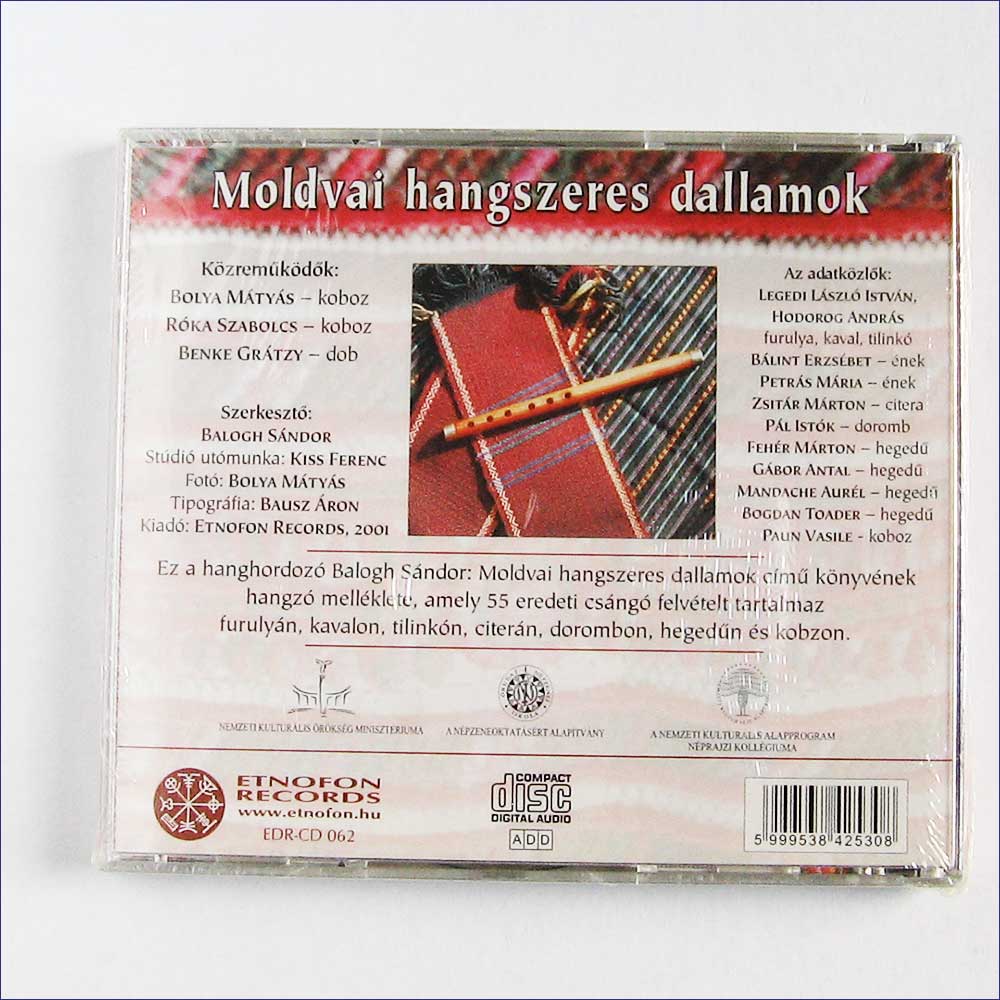 Moldvai hangszeres dallamok
Közreműködők:
BOLYA MÁTYÁS – koboz
RÓKA SZABOLCS – koboz
BENKE GRÁTZY – dob
Szerkesztő:
BALOGH SÁNDOR
Stúdió utómunka: KISS FERENC
Fotó: BOLYA MÁTYÁS
Tipográfia: BAUSZ ÁRON
Kiadó: ETNOFON RECORDS, 2001
Az adatközlők:
LEGEDI LÁSZLÓ ISTVÁN,
HODOROG ANDRÁS
furulya, kaval, tilinkó
BÁLINT ERZSÉBET – ének
PETRÁS MÁRIA – ének
ZSITÁR MÁRTON – citera
PÁL ISTÓK – doromb
FEHÉR MÁRTON – hegedű
GÁBOR ANTAL – hegedű
MANDACHE AURÉL – hegedű
BOGDAN TOADER – hegedű
PAUN VASILE - koboz
Ez a hanghordozó Balogh Sándor: Moldvai hangszeres dallamok című könyvének
hangzó melléklete, amely 55 eredeti csángó felvételt tartalmaz
furulyán, kavalon, tilinkón, citerán, dorombon, hegedűn és kobzon.
NEMZETI KULTURÁLIS ÖRÖKSÉG MINISZTERIUMA
A NÉPZENEOKTATÁSÉRT ALAPÍTVÁNY
A NEMZETI KULTURÁLIS ALAPPROGRAM
NÉPRAJZI KOLLÉGIUMA
ETNOFON
RECORDS
www.etnofon.hu
EDR-CD 062
COMPACT
disc
DIGITAL AUDIO
ADD
5 999538 425308